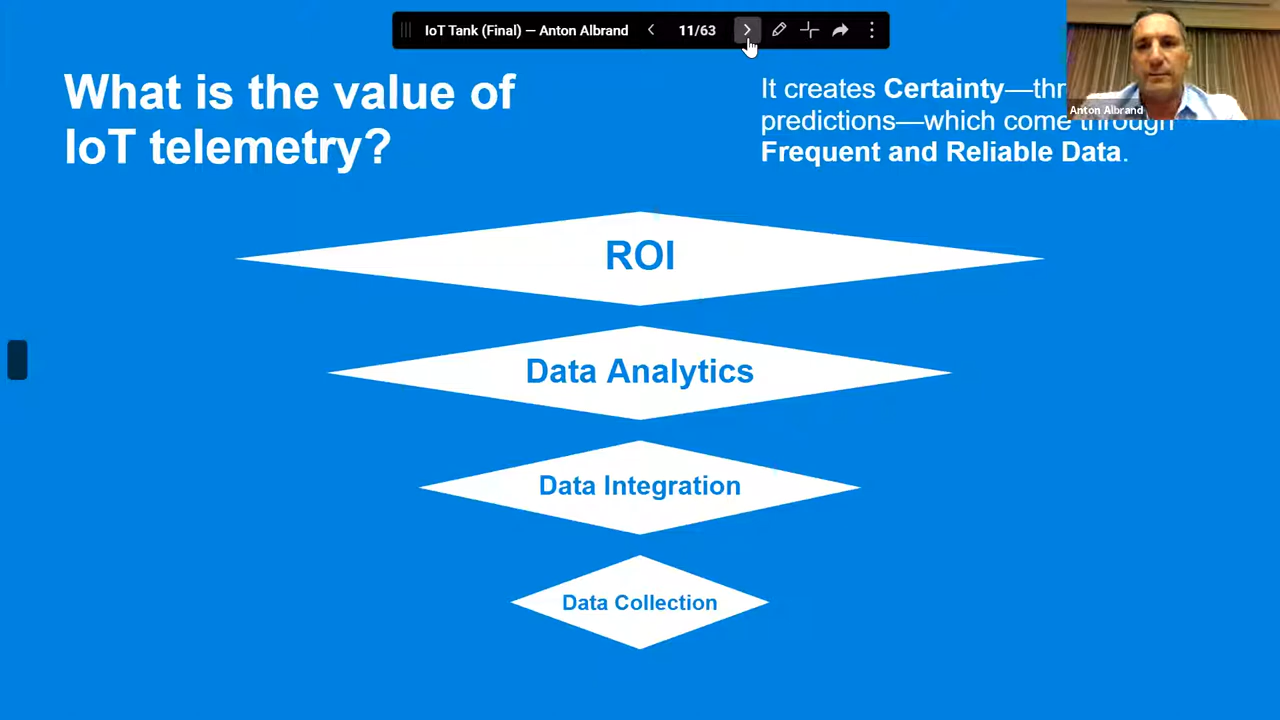 IoT Tank (Final) — Anton Albrand
11/63
Anton Albrand
What is the value of
IoT telemetry?
It creates Certainty—
predictions—which come through
Frequent and Reliable Data.
ROI
Data Analytics
Data Integration
Data Collection